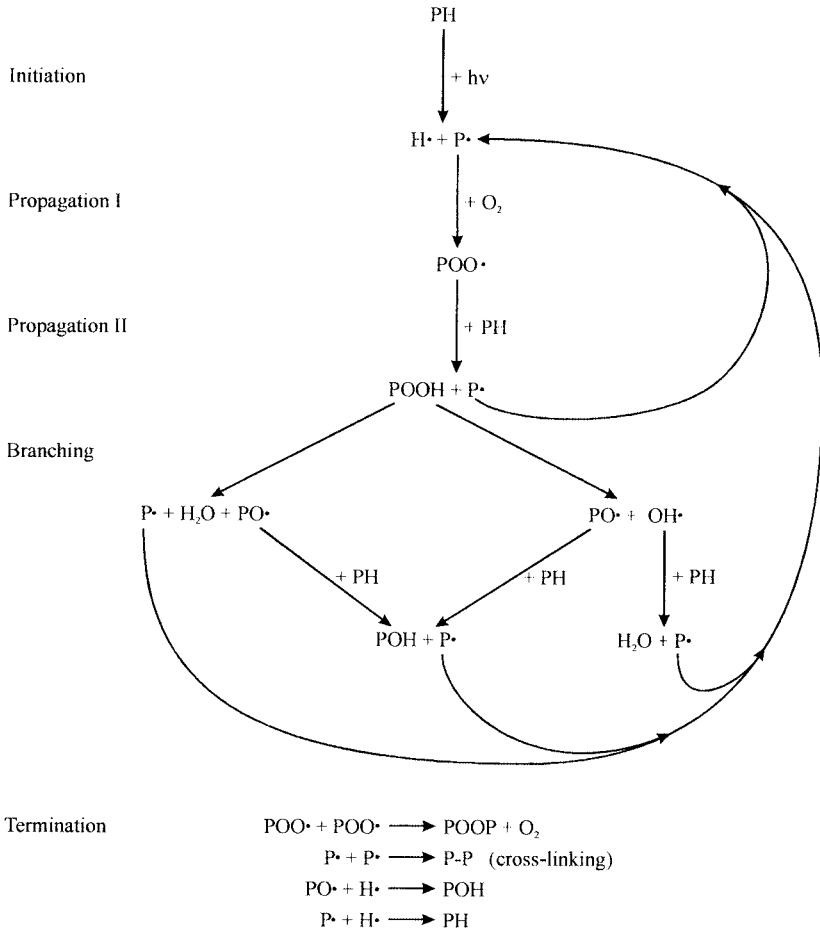 PH
Initiation
+ hν
H• + P•
Propagation I
+ O₂
POO•
Propagation II
+ PH
POOH + P•
Branching
P• + H₂O + PO•
PO• + OH•
+ PH
+ PH
+ PH
POH + P•
H₂O + P•
Termination
POO• + POO• → POOP + O₂
P• + P• → P-P (cross-linking)
PO• + H• → POH
P• + H• → PH